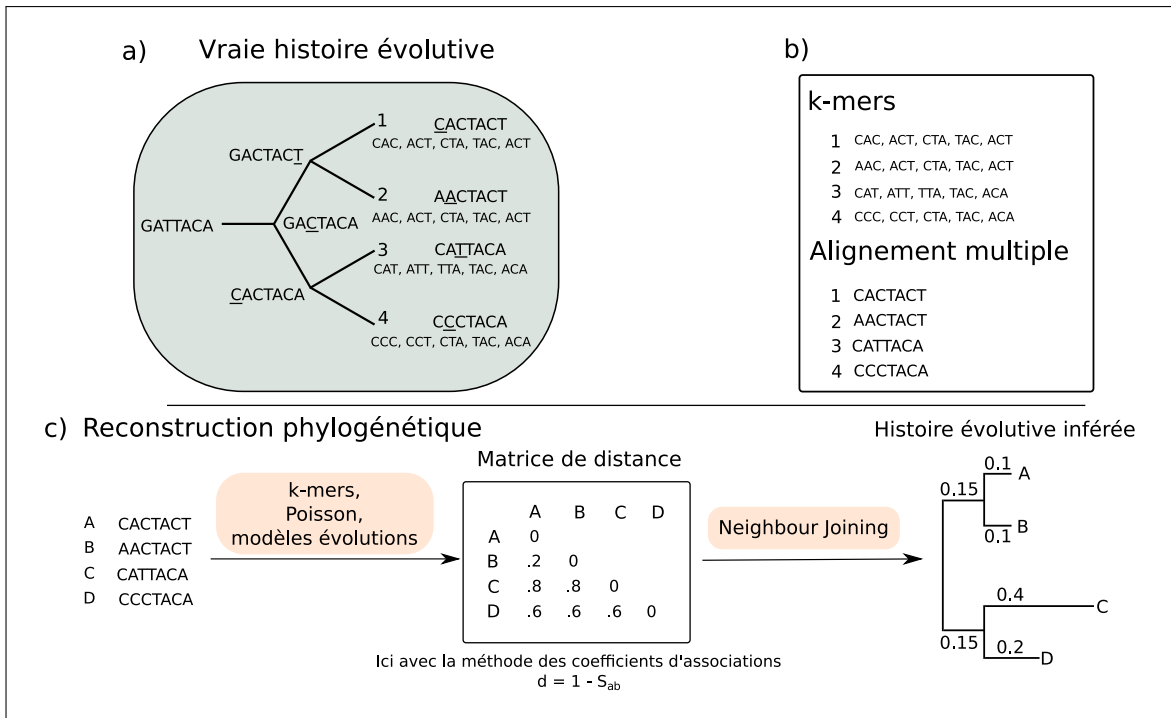 a) Vraie histoire évolutive
1 CACTACT
CAC, ACT, CTA, TAC, ACT
GACTACT
2 AACTACT
AAC, ACT, CTA, TAC, ACT
GATTACA
GACTACA
3 CATTACA
CAT, ATT, TTA, TAC, ACA
CACTACA
4 CCCTACA
CCC, CCT, CTA, TAC, ACA
b)
k-mers
1 CAC, ACT, CTA, TAC, ACT
2 AAC, ACT, CTA, TAC, ACT
3 CAT, ATT, TTA, TAC, ACA
4 CCC, CCT, CTA, TAC, ACA
Alignement multiple
1 CACTACT
2 AACTACT
3 CATTACA
4 CCCTACA
c) Reconstruction phylogénétique
A CACTACT
B AACTACT
C CATTACA
D CCCTACA
k-mers,
Poisson,
modèles évolutions
Matrice de distance
A B C D
A 0
B .2 0
C .8 .8 0
D .6 .6 .6 0
Ici avec la méthode des coefficients d'associations
d = 1 - Sab
Neighbour Joining
Histoire évolutive inférée
0.1
A
0.15
B
0.1
0.4
C
0.15
0.2
D